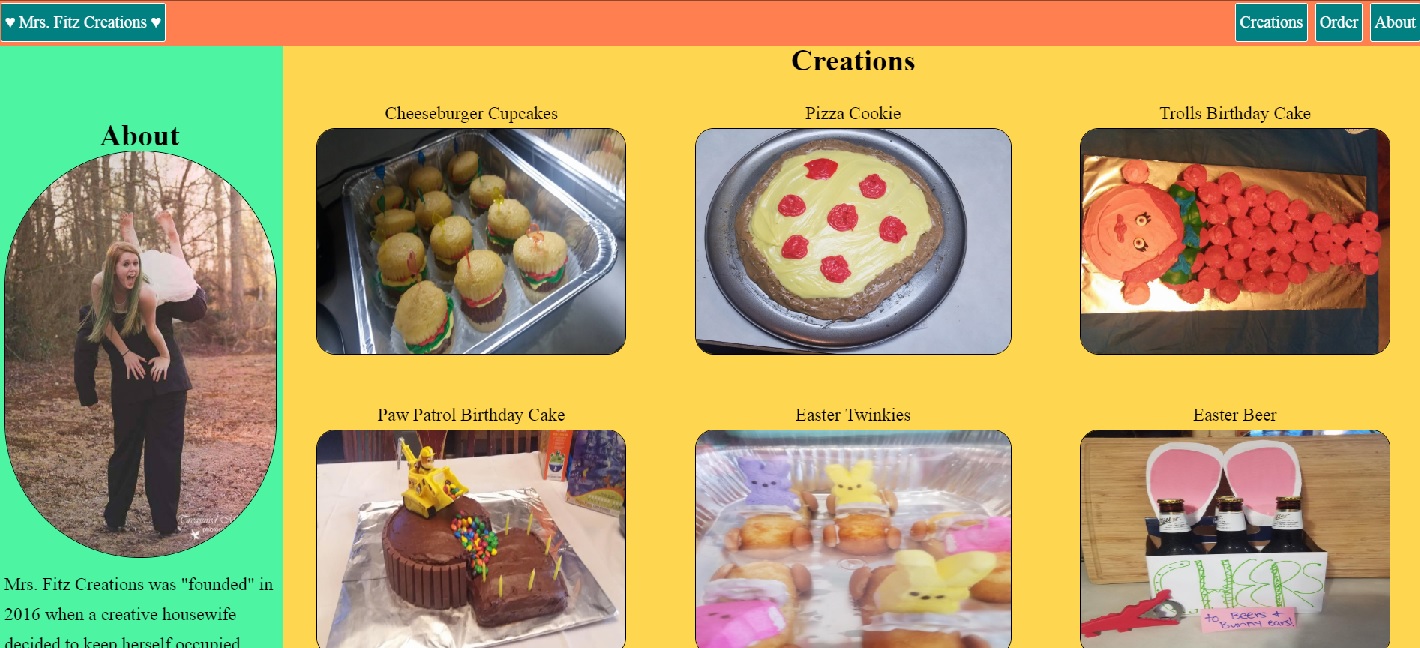 ♥ Mrs. Fitz Creations ♥
Creations
Order
About
About
Mrs. Fitz Creations was "founded" in
2016 when a creative housewife
decided to keep herself occupied
Creations
Cheeseburger Cupcakes
Pizza Cookie
Trolls Birthday Cake
Paw Patrol Birthday Cake
Easter Twinkies
Easter Beer
CHEERS
to Beers +
Bunny Ears!